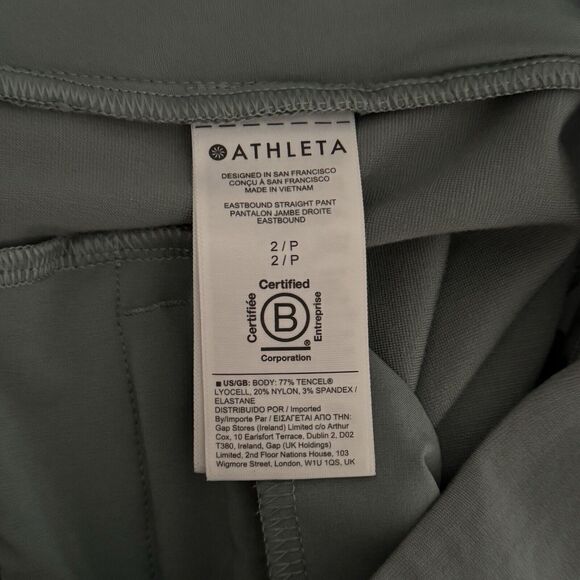 ATHLETA
DESIGNED IN SAN FRANCISCO
CONÇU À SAN FRANCISCO
MADE IN VIETNAM
EASTBOUND STRAIGHT PANT
PANTALON JAMBE DROITE
EASTBOUND
2 / P
2 / P
Certified
Certifiée
B
Entreprise
®
Corporation
■ US/GB: BODY: 77% TENCEL®
LYOCELL, 20% NYLON, 3% SPANDEX /
ELASTANE
DISTRIBUIDO POR / Imported
By/Importe Par / ΕΙΣΑΓΕΤΑΙ ΑΠΟ ΤΗΝ:
Gap Stores (Ireland) Limited c/o Arthur
Cox, 10 Earlsfort Terrace, Dublin 2, D02
T380, Ireland, Gap (UK Holdings)
Limited, 2nd Floor Nations House, 103
Wigmore Street, London, W1U 1QS, UK